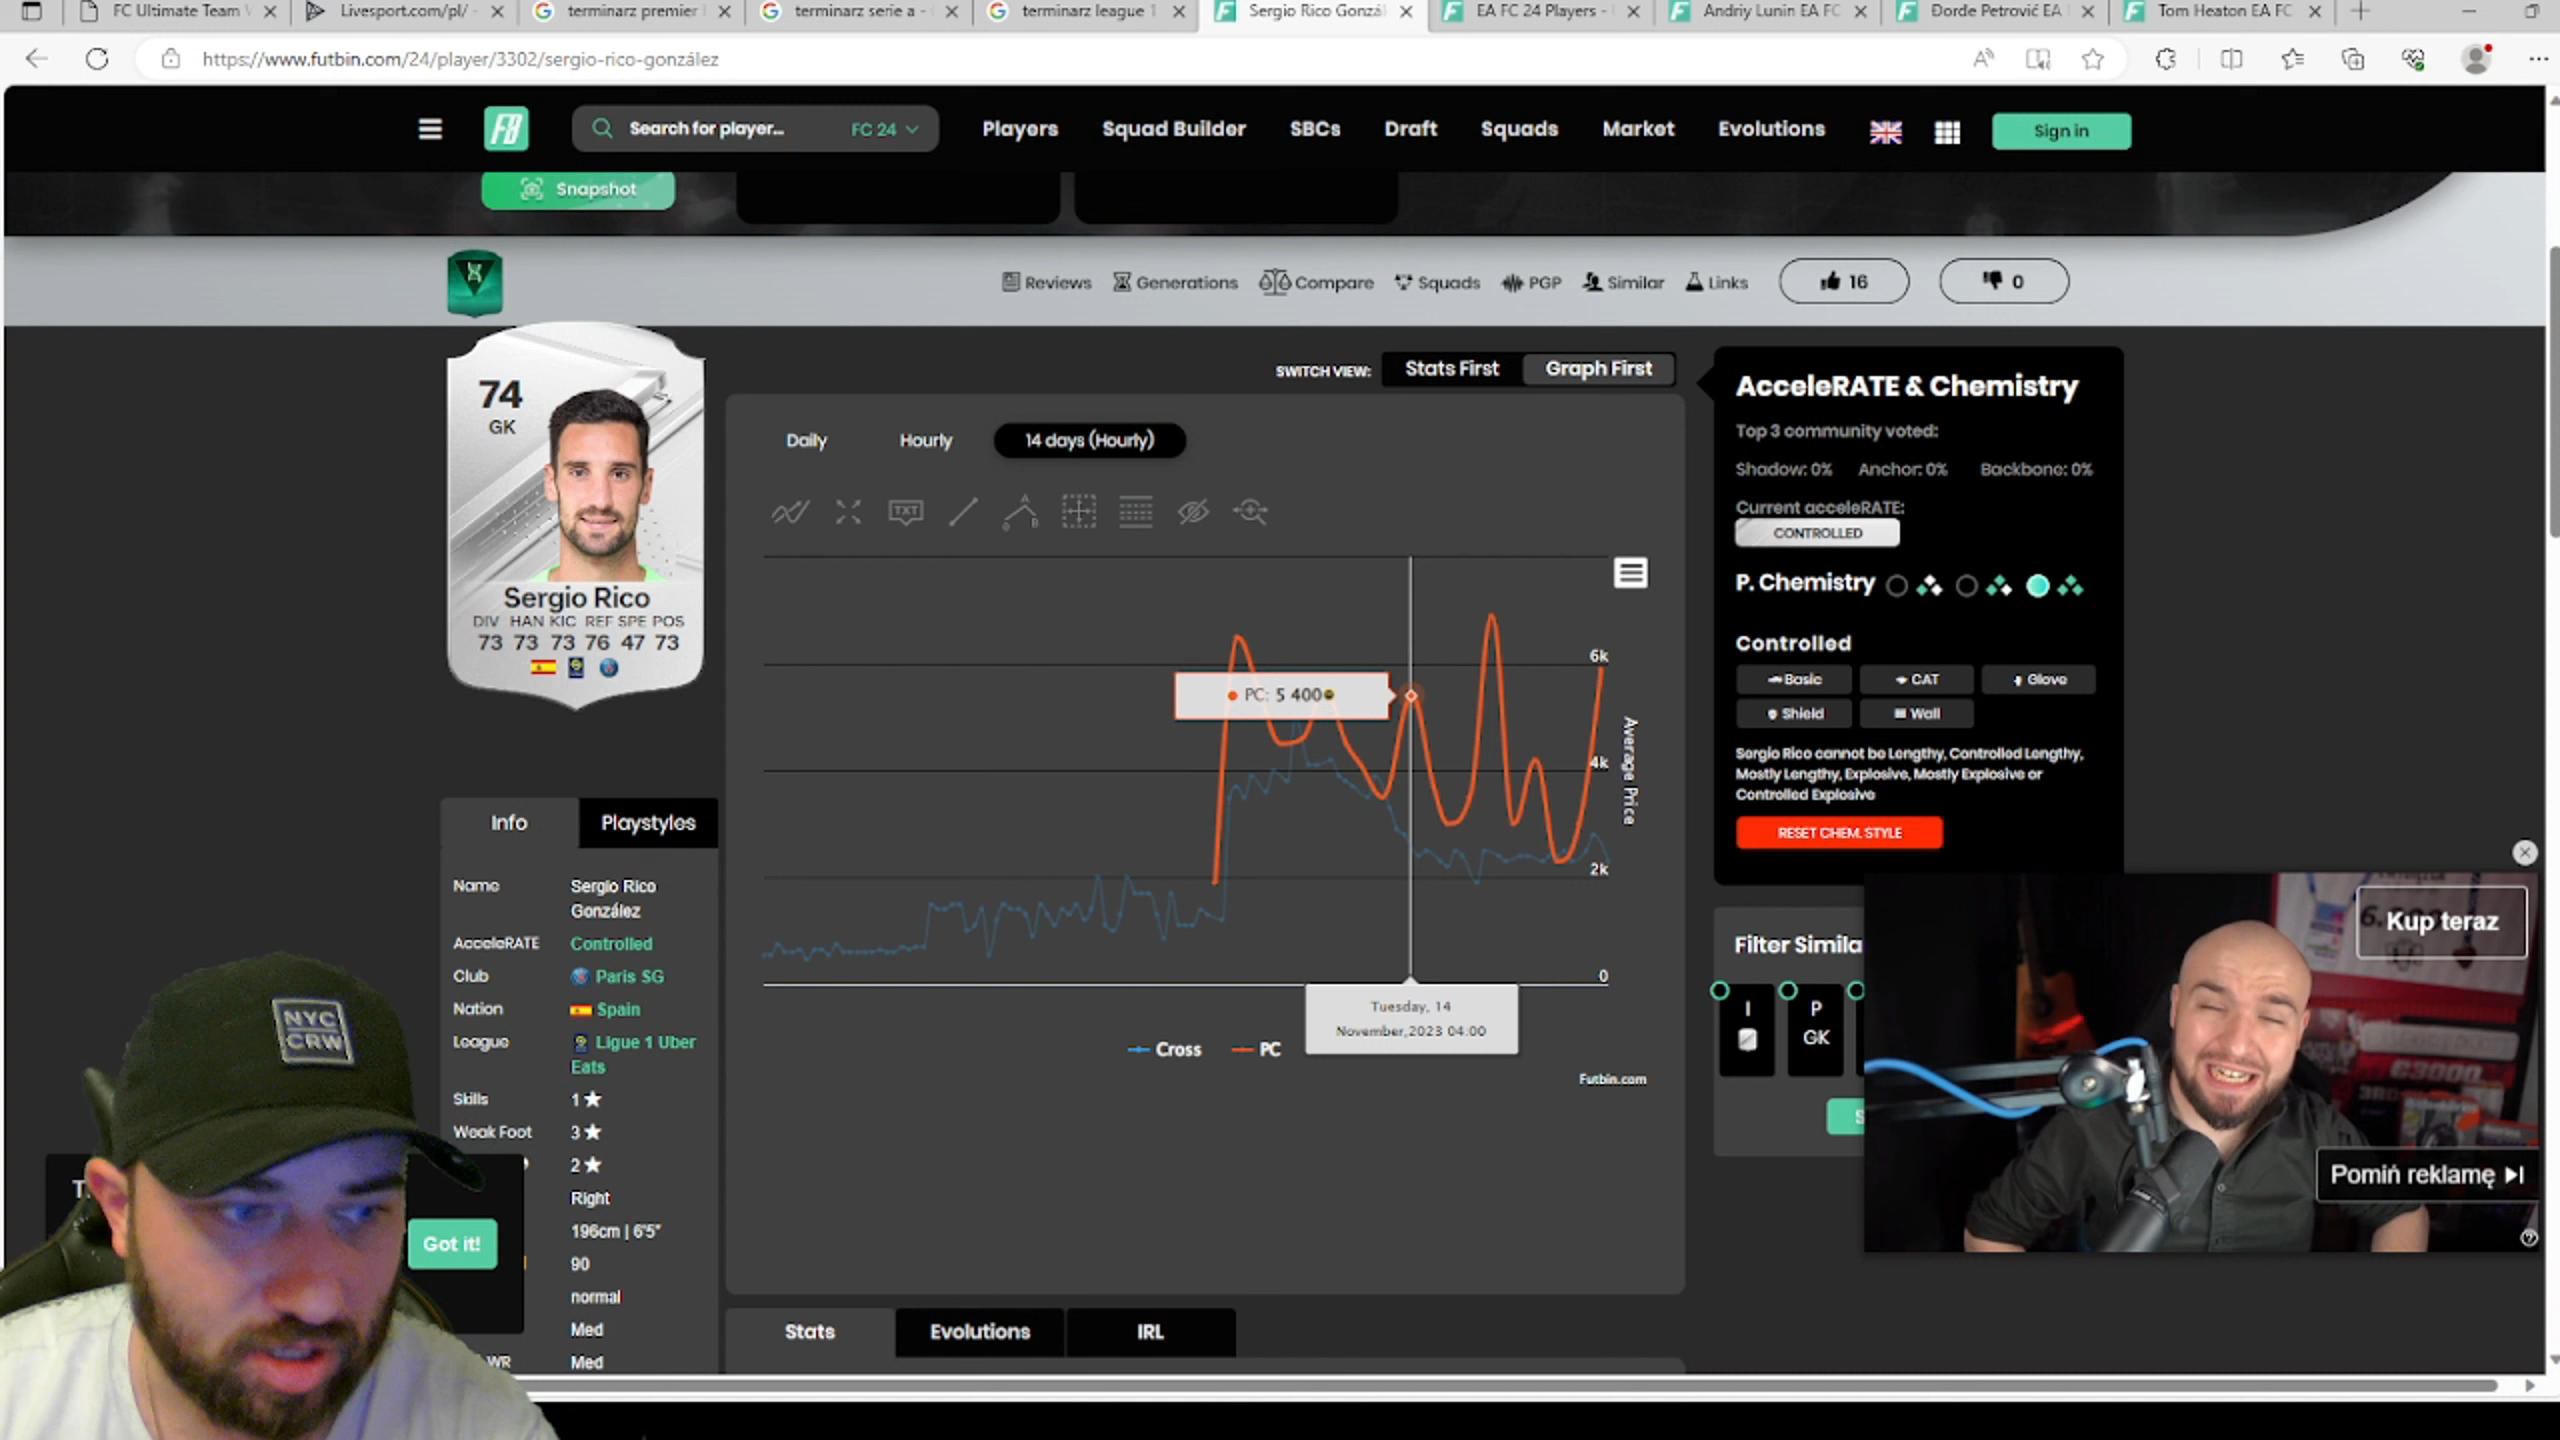 FC Ultimate Team
Livesport.com/pl/ -
terminarz premier
terminarz serie a -
terminarz league 1
Sergio Rico Gonzá
EA FC 24 Players -
Andriy Lunin EA FC
Đorđe Petrović EA
Tom Heaton EA FC
https://www.futbin.com/24/player/3302/sergio-rico-gonzález
FB
Search for player...
FC 24
Players
Squad Builder
SBCs
Draft
Squads
Market
Evolutions
Sign in
Snapshot
Reviews
Generations
Compare
Squads
PGP
Similar
Links
16
0
74
GK
Sergio Rico
DIV HAN KIC REF SPE POS
73 73 73 76 47 73
SWITCH VIEW:
Stats First
Graph First
Daily
Hourly
14 days (Hourly)
TXT
A
B
PC: 5 400
6k
4k
2k
0
Average Price
Tuesday, 14
November,2023 04:00
Cross
PC
Futbin.com
AcceleRATE & Chemistry
Top 3 community voted:
Shadow: 0% Anchor: 0% Backbone: 0%
Current acceleRATE:
CONTROLLED
P. Chemistry
Controlled
Basic
CAT
Glove
Shield
Wall
Sergio Rico cannot be Lengthy, Controlled Lengthy,
Mostly Lengthy, Explosive, Mostly Explosive or
Controlled Explosive
RESET CHEM. STYLE
Filter Simila
I
P
GK
S
Kup teraz
Pomiń reklamę
Info
Playstyles
Name Sergio Rico
González
AcceleRATE Controlled
Club Paris SG
Nation Spain
League Ligue 1 Uber
Eats
Skills 1
Weak Foot 3
2
Right
196cm | 6'5"
90
normal
Med
WR Med
NYC
CRW
T
Got it!
Stats
Evolutions
IRL